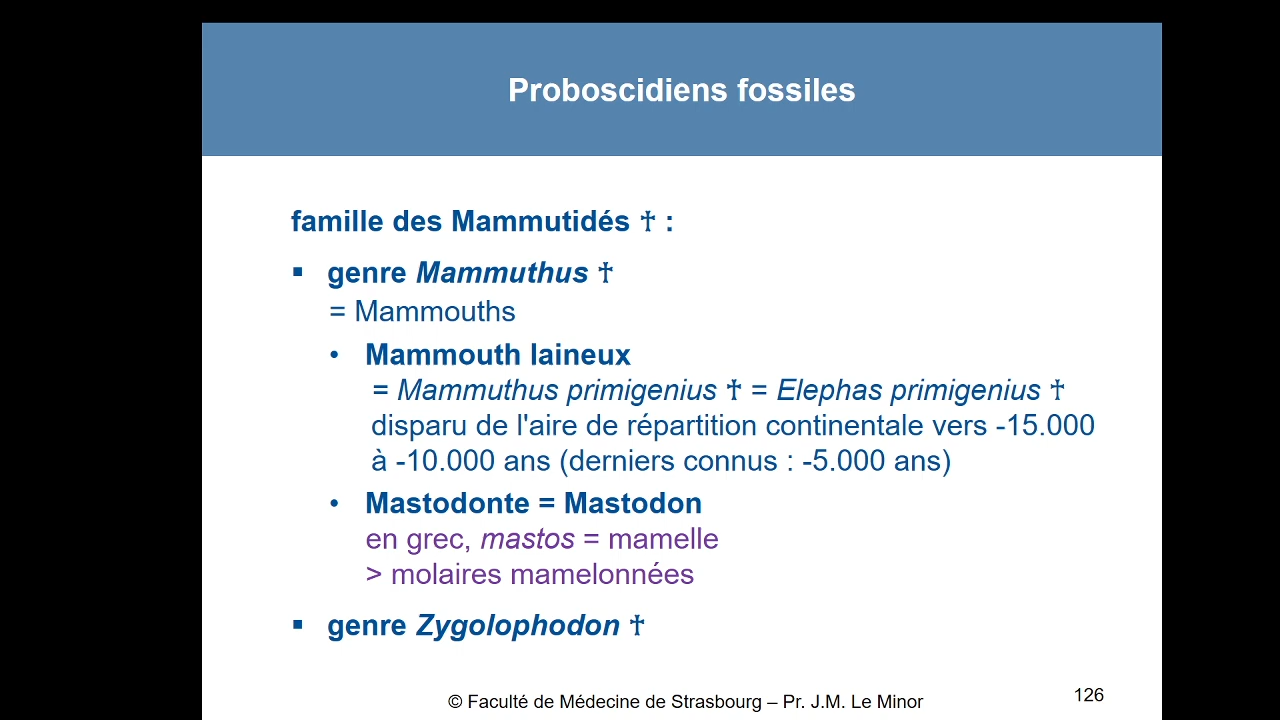 Proboscidiens fossiles
famille des Mammutidés ♰ :
▪ genre Mammuthus ♰
= Mammouths
• Mammouth laineux
= Mammuthus primigenius ♰ = Elephas primigenius ♰
disparu de l'aire de répartition continentale vers -15.000
à -10.000 ans (derniers connus : -5.000 ans)
• Mastodonte = Mastodon
en grec, mastos = mamelle
> molaires mamelonnées
▪ genre Zygolophodon ♰
© Faculté de Médecine de Strasbourg – Pr. J.M. Le Minor
126